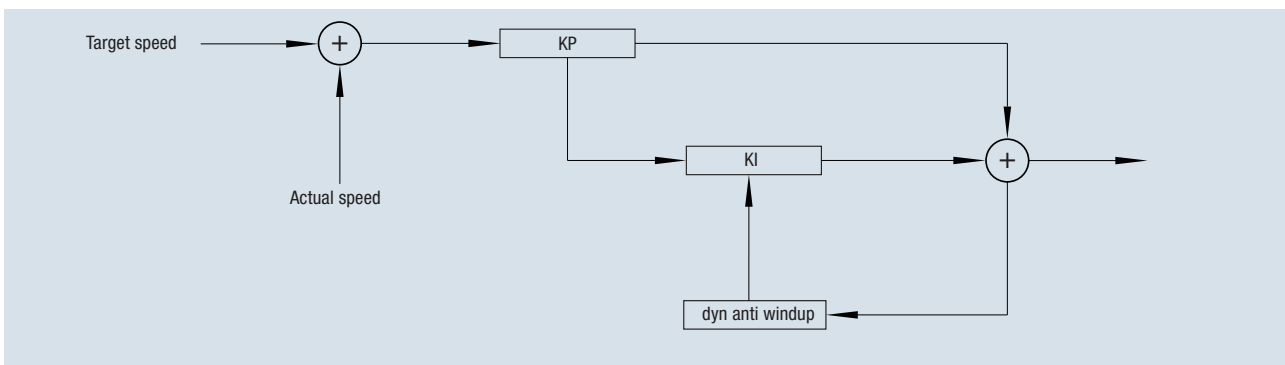 Target speed
+
KP
KI
+
Actual speed
dyn anti windup